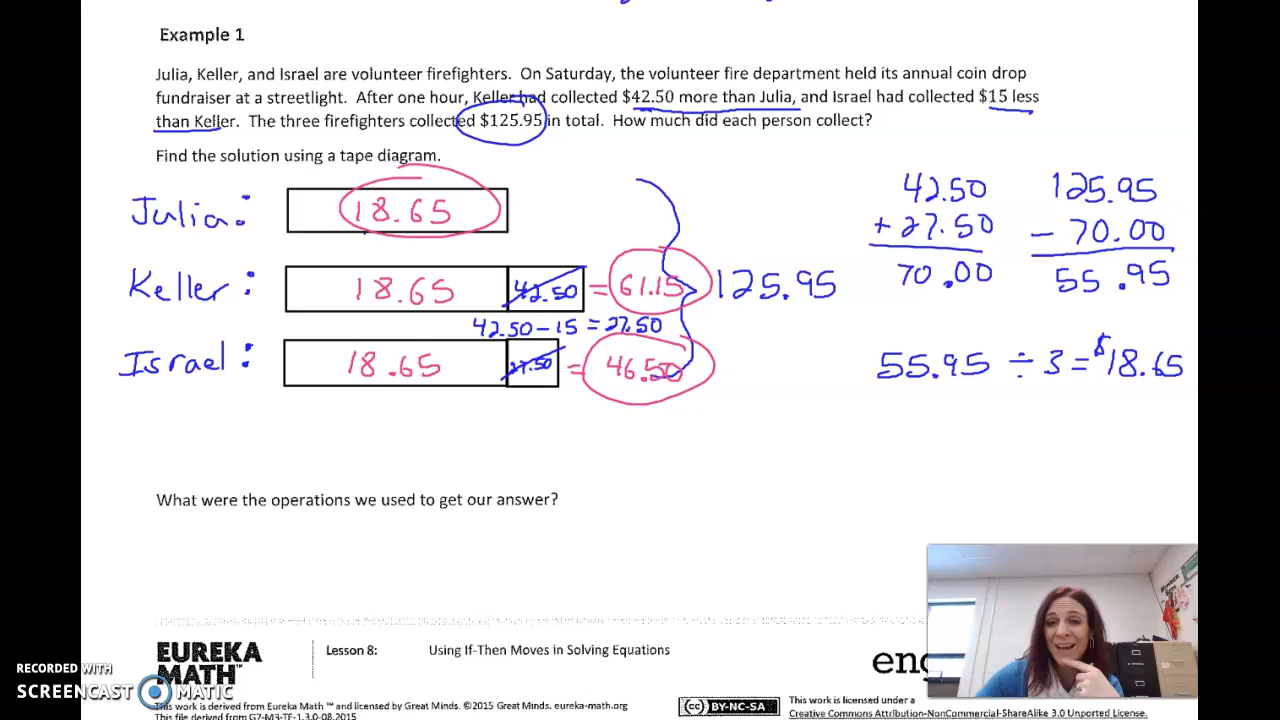 Example 1
Julia, Keller, and Israel are volunteer firefighters. On Saturday, the volunteer fire department held its annual coin drop
fundraiser at a streetlight. After one hour, Keller had collected $42.50 more than Julia, and Israel had collected $15 less
than Keller. The three firefighters collected $125.95 in total. How much did each person collect?
Find the solution using a tape diagram.
Julia: 18.65
Keller: 18.65 42.50 = 61.15 125.95
42.50 - 15 = 27.50
Israel: 18.65 27.50 = 46.50
42.50 125.95
+ 27.50 - 70.00
70.00 55.95
55.95 ÷ 3 = $18.65
What were the operations we used to get our answer?
EUREKA
MATH™
Lesson 8: Using If-Then Moves in Solving Equations
eng
RECORDED WITH
SCREENCAST MATIC
This work is derived from Eureka Math ™ and licensed by Great Minds. ©2015 Great Minds. eureka-math.org
This file derived from G7-M3-TE-1.3.0-08.2015
cc BY-NC-SA
This work is licensed under a
Creative Commons Attribution-NonCommercial-ShareAlike 3.0 Unported License.